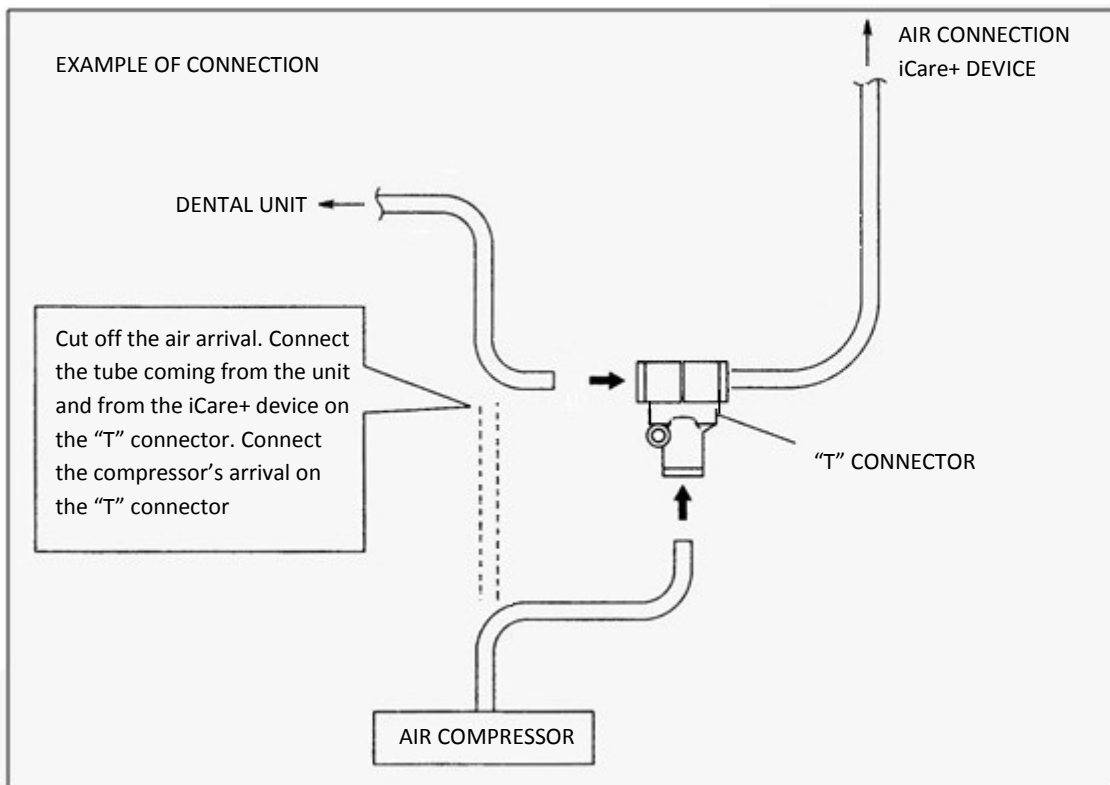 EXAMPLE OF CONNECTION
AIR CONNECTION
iCare+ DEVICE
DENTAL UNIT
Cut off the air arrival. Connect
the tube coming from the unit
and from the iCare+ device on
the “T” connector. Connect
the compressor’s arrival on
the “T” connector
“T” CONNECTOR
AIR COMPRESSOR